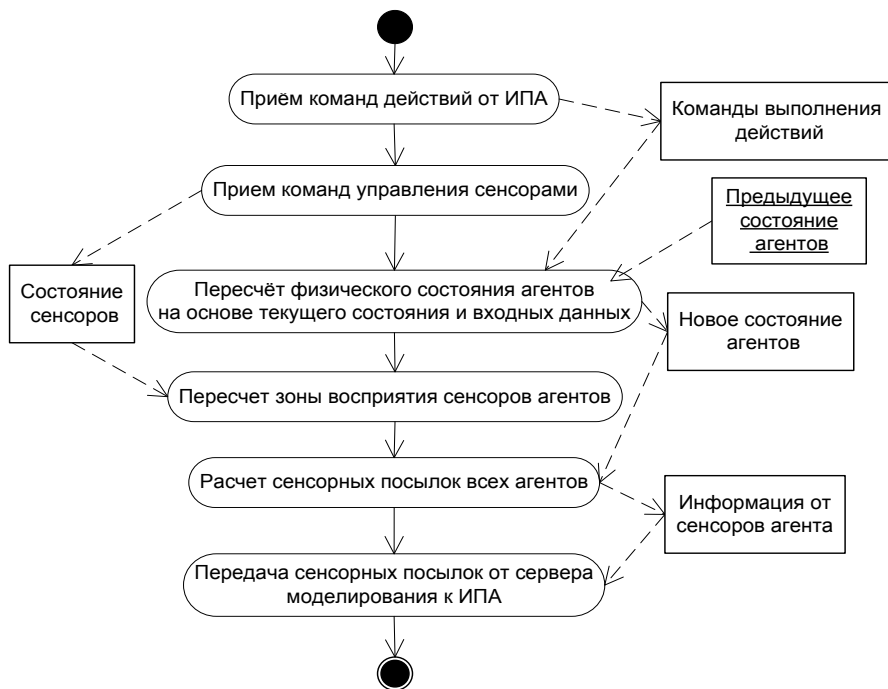 Приём команд действий от ИПА
Команды выполнения
действий
Прием команд управления сенсорами
Предыдущее
состояние
агентов
Состояние
сенсоров
Пересчёт физического состояния агентов
на основе текущего состояния и входных данных
Новое состояние
агентов
Пересчет зоны восприятия сенсоров агентов
Расчет сенсорных посылок всех агентов
Информация от
сенсоров агента
Передача сенсорных посылок от сервера
моделирования к ИПА